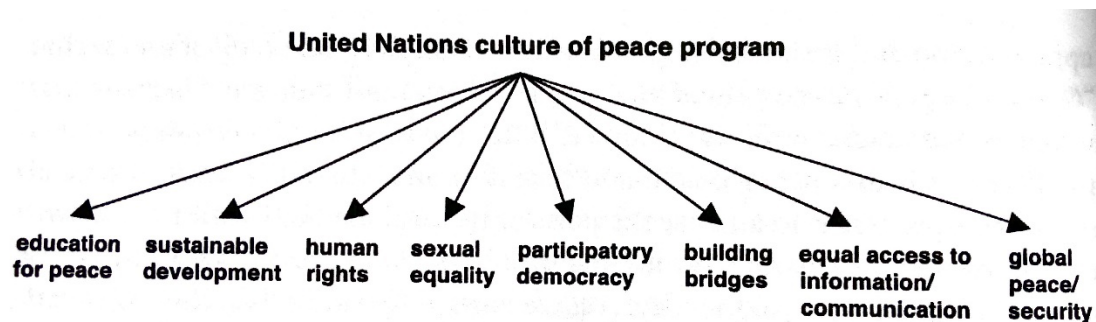 United Nations culture of peace program
education sustainable human sexual participatory building equal access to global
for peace development rights equality democracy bridges information/ peace/
communication security